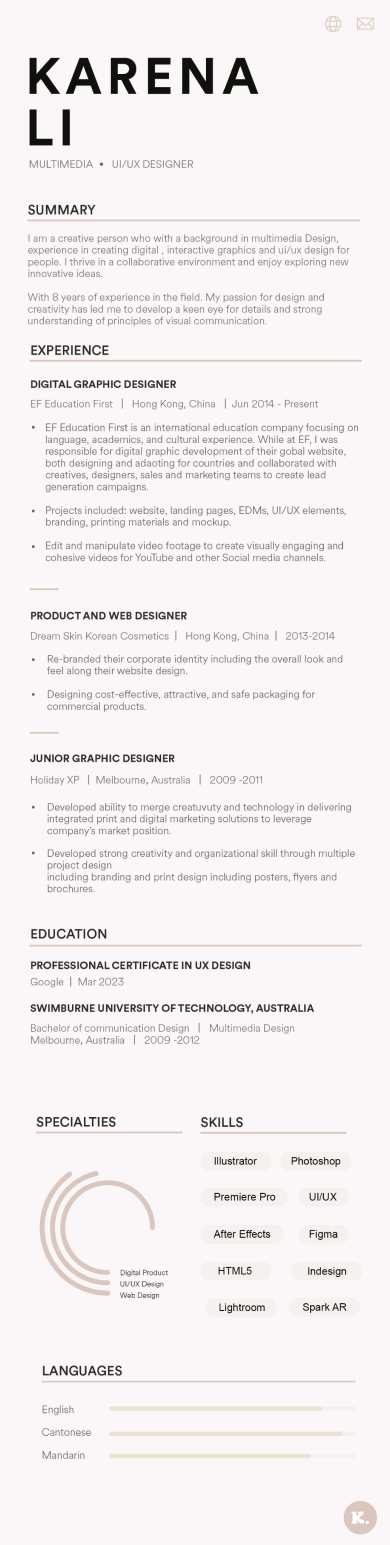 KARENA
LI
MULTIMEDIA • UI/UX DESIGNER
SUMMARY
I am a creative person who with a background in multimedia Design,
experience in creating digital , interactive graphics and ui/ux design for
people. I thrive in a collaborative environment and enjoy exploring new
innovative ideas.
With 8 years of experience in the field. My passion for design and
creativity has led me to develop a keen eye for details and strong
understanding of principles of visual communication.
EXPERIENCE
DIGITAL GRAPHIC DESIGNER
EF Education First | Hong Kong, China | Jun 2014 - Present
• EF Education First is an international education company focusing on
language, academics, and cultural experience. While at EF, I was
responsible for digital graphic development of their gobal website,
both designing and adaoting for countries and collaborated with
creatives, designers, sales and marketing teams to create lead
generation campaigns.
• Projects included: website, landing pages, EDMs, UI/UX elements,
branding, printing materials and mockup.
• Edit and manipulate video footage to create visually engaging and
cohesive videos for YouTube and other Social media channels.
PRODUCT AND WEB DESIGNER
Dream Skin Korean Cosmetics | Hong Kong, China | 2013-2014
• Re-branded their corporate identity including the overall look and
feel along their website design.
• Designing cost-effective, attractive, and safe packaging for
commercial products.
JUNIOR GRAPHIC DESIGNER
Holiday XP | Melbourne, Australia | 2009 -2011
• Developed ability to merge creatuvuty and technology in delivering
integrated print and digital marketing solutions to leverage
company's market position.
• Developed strong creativity and organizational skill through multiple
project design
including branding and print design including posters, flyers and
brochures.
EDUCATION
PROFESSIONAL CERTIFICATE IN UX DESIGN
Google | Mar 2023
SWIMBURNE UNIVERSITY OF TECHNOLOGY, AUSTRALIA
Bachelor of communication Design | Multimedia Design
Melbourne, Australia | 2009 -2012
SPECIALTIES
Digital Product
UI/UX Design
Web Design
SKILLS
Illustrator Photoshop
Premiere Pro UI/UX
After Effects Figma
HTML5 Indesign
Lightroom Spark AR
LANGUAGES
English
Cantonese
Mandarin
K.